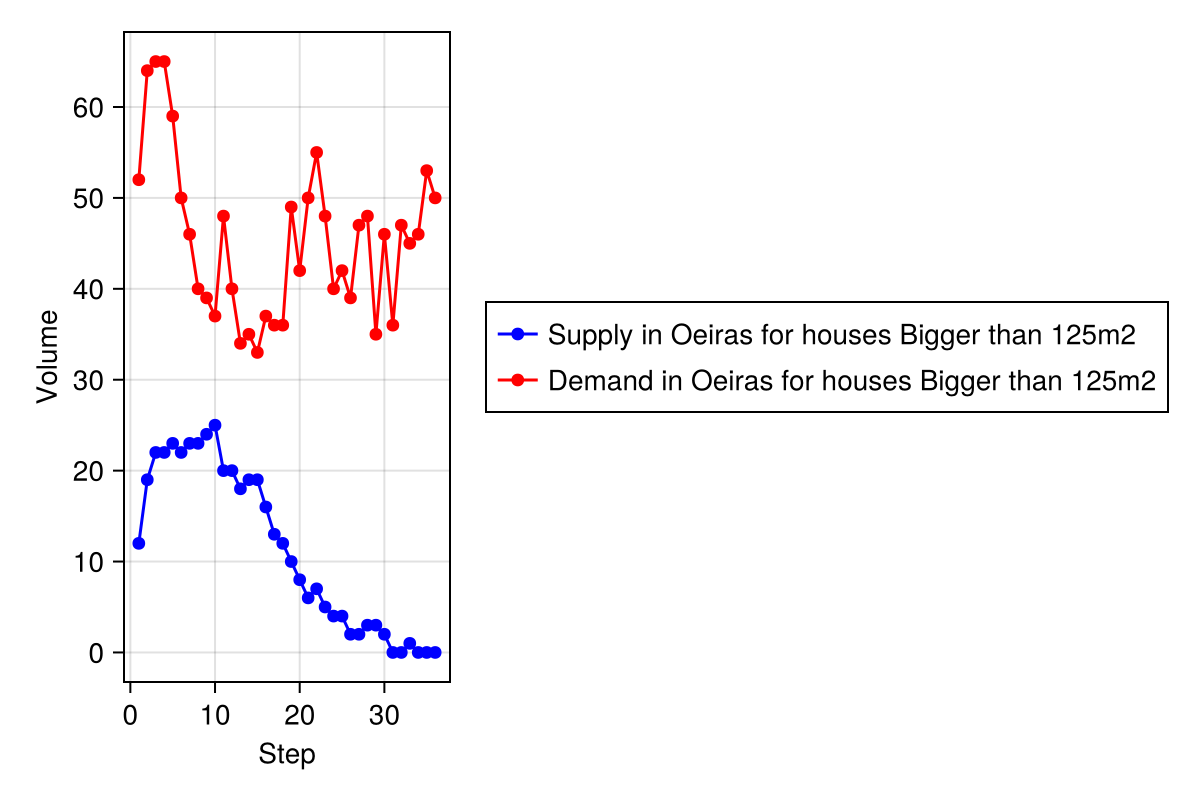 Volume
60
50
40
30
20
10
0
0 10 20 30
Step
Supply in Oeiras for houses Bigger than 125m2
Demand in Oeiras for houses Bigger than 125m2